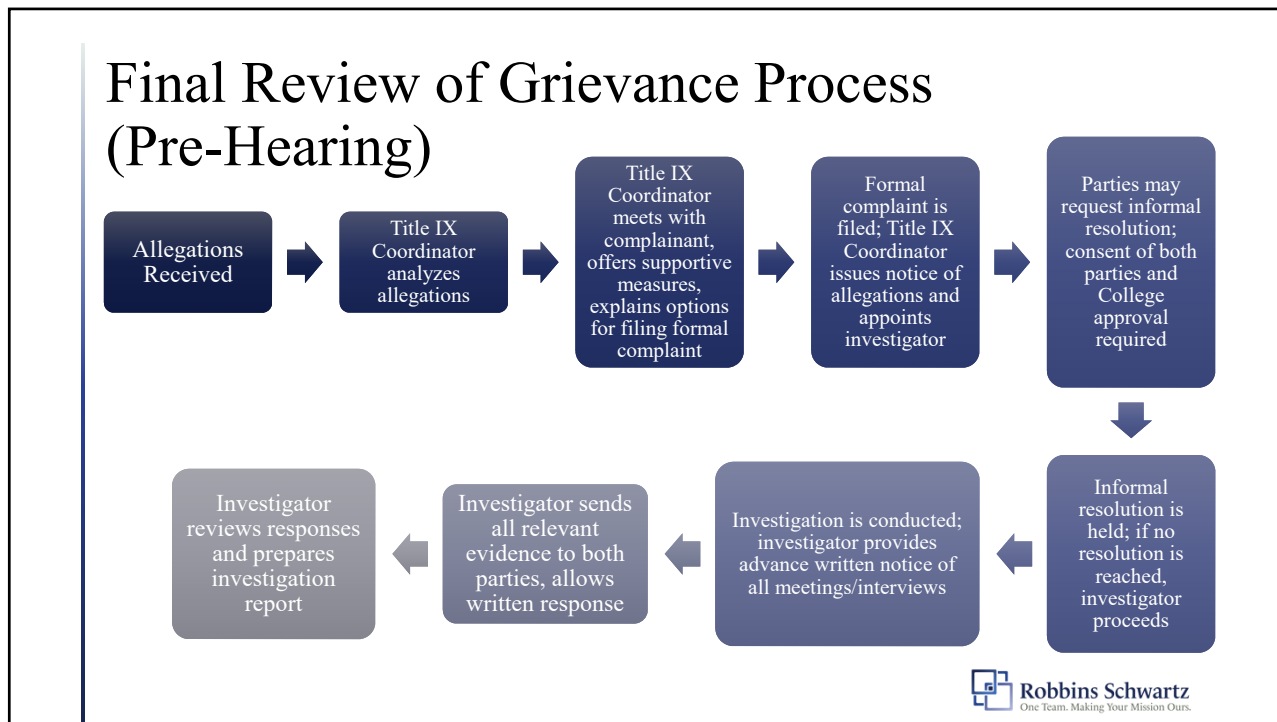 Final Review of Grievance Process
(Pre-Hearing)
Allegations
Received
Title IX
Coordinator
analyzes
allegations
Title IX
Coordinator
meets with
complainant,
offers supportive
measures,
explains options
for filing formal
complaint
Formal
complaint is
filed; Title IX
Coordinator
issues notice of
allegations and
appoints
investigator
Parties may
request informal
resolution;
consent of both
parties and
College
approval
required
Informal
resolution is
held; if no
resolution is
reached,
investigator
proceeds
Investigation is conducted;
investigator provides
advance written notice of
all meetings/interviews
Investigator sends
all relevant
evidence to both
parties, allows
written response
Investigator
reviews responses
and prepares
investigation
report
Robbins Schwartz
One Team. Making Your Mission Ours.